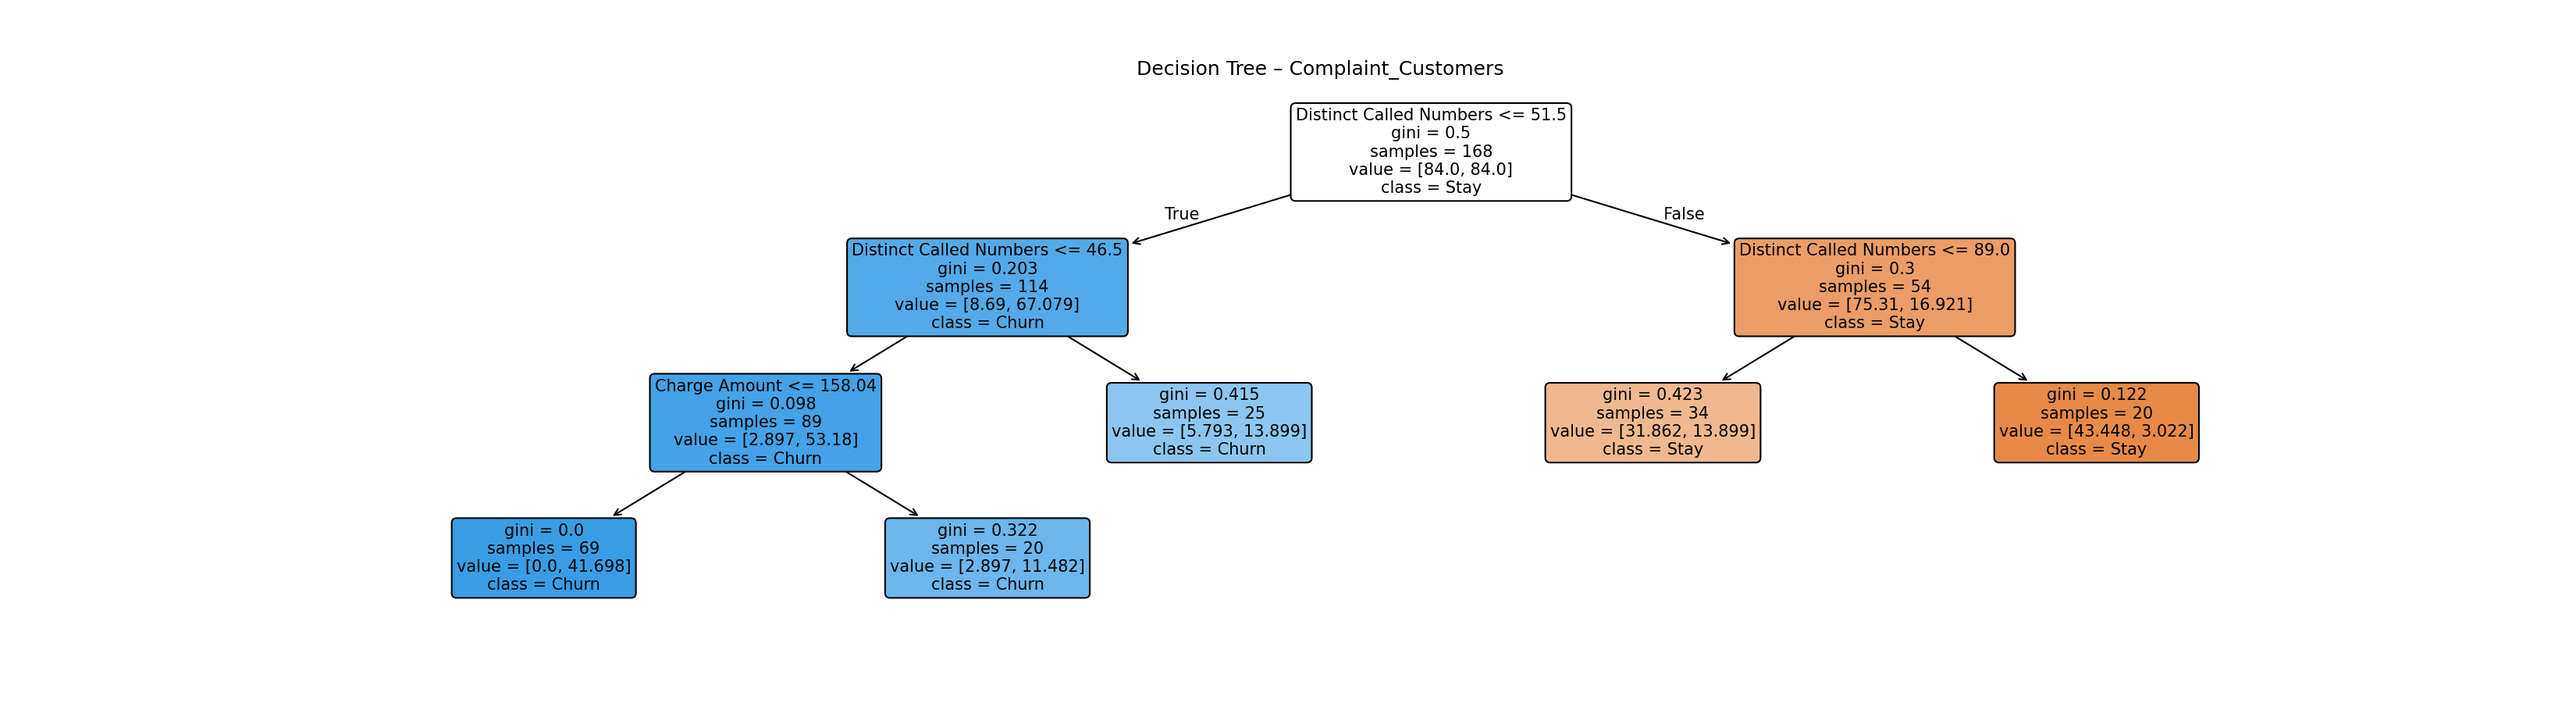 Decision Tree – Complaint_Customers
Distinct Called Numbers <= 51.5
gini = 0.5
samples = 168
value = [84.0, 84.0]
class = Stay
True
False
Distinct Called Numbers <= 46.5
gini = 0.203
samples = 114
value = [8.69, 67.079]
class = Churn
Distinct Called Numbers <= 89.0
gini = 0.3
samples = 54
value = [75.31, 16.921]
class = Stay
Charge Amount <= 158.04
gini = 0.098
samples = 89
value = [2.897, 53.18]
class = Churn
gini = 0.415
samples = 25
value = [5.793, 13.899]
class = Churn
gini = 0.423
samples = 34
value = [31.862, 13.899]
class = Stay
gini = 0.122
samples = 20
value = [43.448, 3.022]
class = Stay
gini = 0.0
samples = 69
value = [0.0, 41.698]
class = Churn
gini = 0.322
samples = 20
value = [2.897, 11.482]
class = Churn